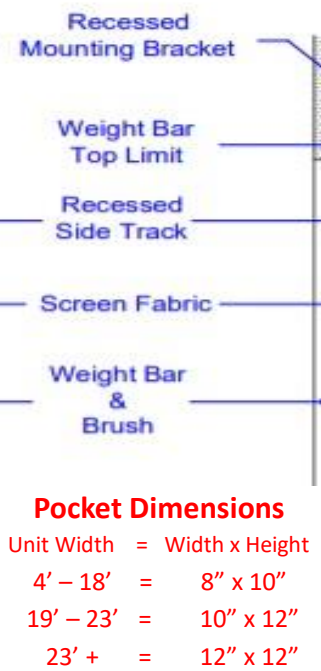 Recessed
Mounting Bracket
Weight Bar
Top Limit
Recessed
Side Track
Screen Fabric
Weight Bar
&
Brush
Pocket Dimensions
Unit Width = Width x Height
4’ – 18’ = 8” x 10”
19’ – 23’ = 10” x 12”
23’ + = 12” x 12”